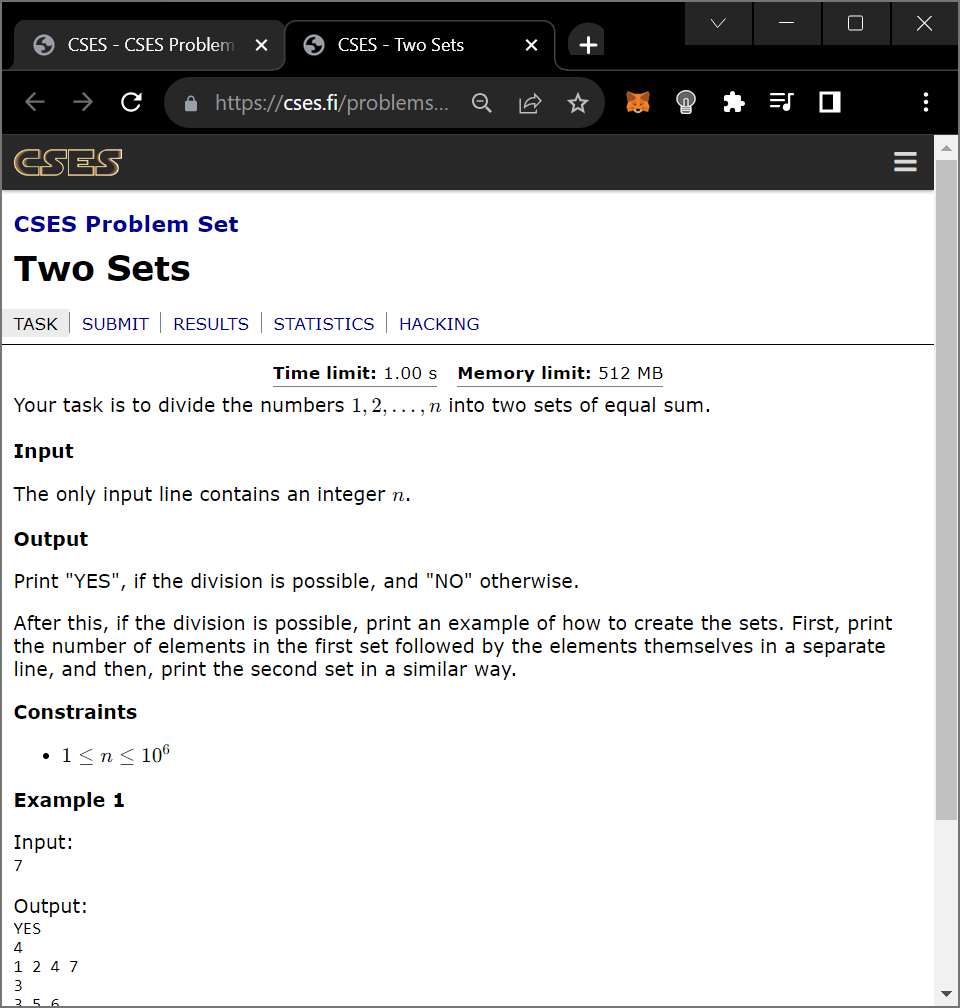 CSES - CSES Problem
CSES - Two Sets
https://cses.fi/problems...
CSES
CSES Problem Set
Two Sets
TASK SUBMIT RESULTS STATISTICS HACKING
Time limit: 1.00 s Memory limit: 512 MB
Your task is to divide the numbers 1, 2, . . . , n into two sets of equal sum.
Input
The only input line contains an integer n.
Output
Print "YES", if the division is possible, and "NO" otherwise.
After this, if the division is possible, print an example of how to create the sets. First, print
the number of elements in the first set followed by the elements themselves in a separate
line, and then, print the second set in a similar way.
Constraints
• 1 ≤ n ≤ 10⁶
Example 1
Input:
7
Output:
YES
4
1 2 4 7
3
3 5 6